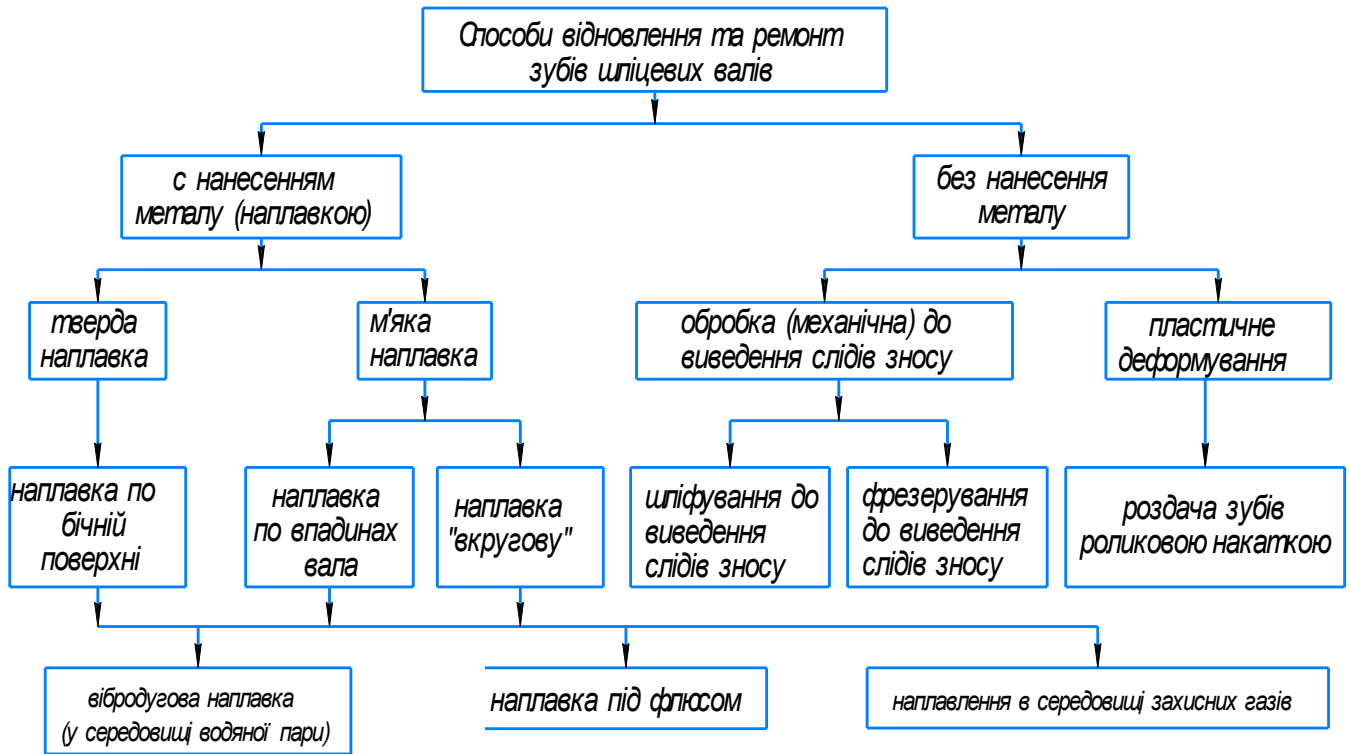 Способи відновлення та ремонт
зубів шліцевих валів
с нанесенням
металу (наплавкою)
без нанесення
металу
тверда
наплавка
м'яка
наплавка
обробка (механічна) до
виведення слідів зносу
пластичне
деформування
наплавка по
бічній
поверхні
наплавка
по впадинах
вала
наплавка
"вкругову"
шліфування до
виведення
слідів зносу
фрезерування
до виведення
слідів зносу
роздача зубів
роликовою накаткою
вібродугова наплавка
(у середовищі водяної пари)
наплавка під флюсом
наплавлення в середовищі захисних газів